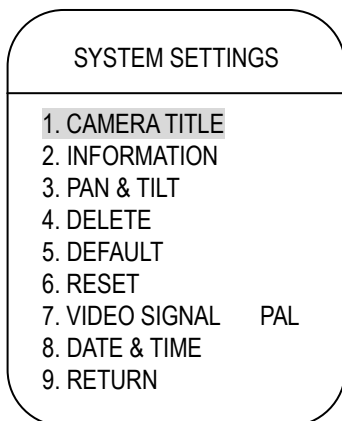 SYSTEM SETTINGS
1. CAMERA TITLE
2. INFORMATION
3. PAN & TILT
4. DELETE
5. DEFAULT
6. RESET
7. VIDEO SIGNAL PAL
8. DATE & TIME
9. RETURN